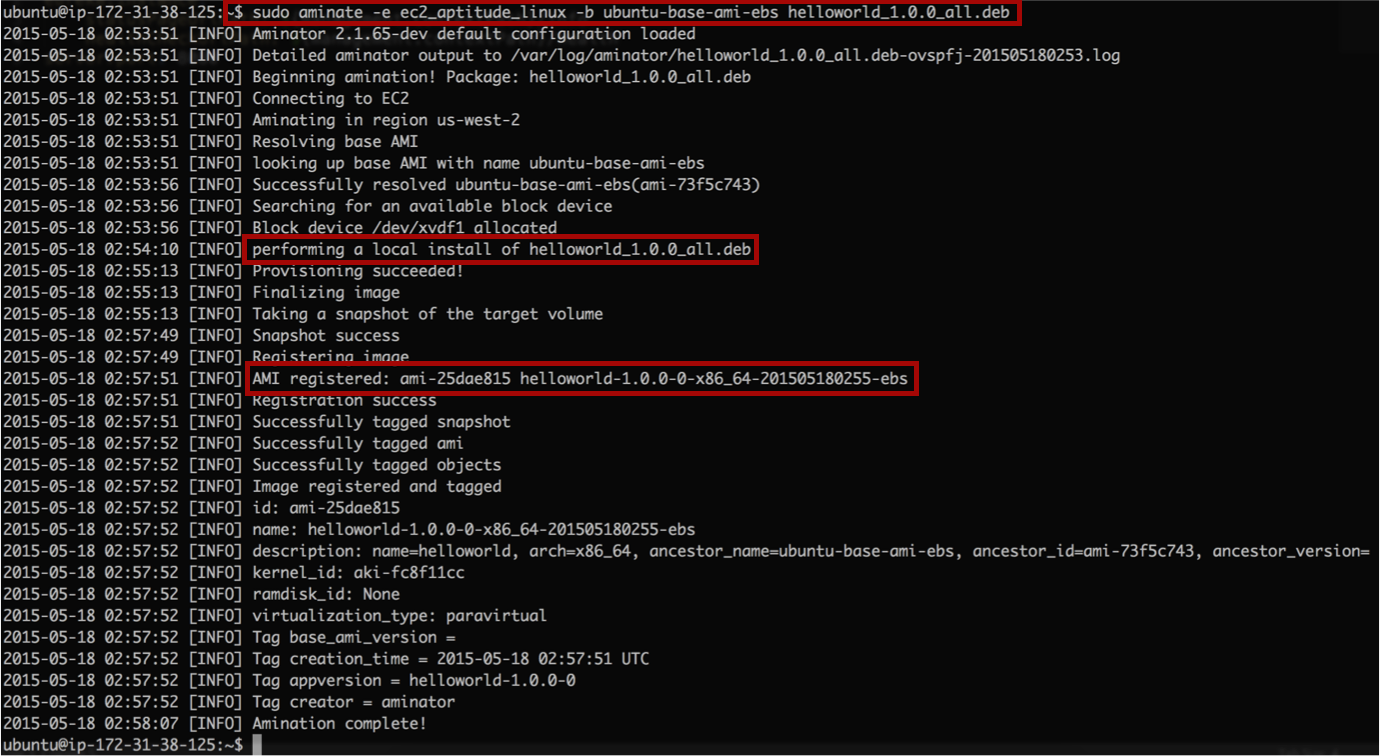 ubuntu@ip-172-31-38-125:~$ sudo aminate -e ec2_aptitude_linux -b ubuntu-base-ami-ebs helloworld_1.0.0_all.deb
2015-05-18 02:53:51 [INFO] Aminator 2.1.65-dev default configuration loaded
2015-05-18 02:53:51 [INFO] Detailed aminator output to /var/log/aminator/helloworld_1.0.0_all.deb-ovspfj-201505180253.log
2015-05-18 02:53:51 [INFO] Beginning amination! Package: helloworld_1.0.0_all.deb
2015-05-18 02:53:51 [INFO] Connecting to EC2
2015-05-18 02:53:51 [INFO] Aminating in region us-west-2
2015-05-18 02:53:51 [INFO] Resolving base AMI
2015-05-18 02:53:51 [INFO] looking up base AMI with name ubuntu-base-ami-ebs
2015-05-18 02:53:56 [INFO] Successfully resolved ubuntu-base-ami-ebs(ami-73f5c743)
2015-05-18 02:53:56 [INFO] Searching for an available block device
2015-05-18 02:53:56 [INFO] Block device /dev/xvdf1 allocated
2015-05-18 02:54:10 [INFO] performing a local install of helloworld_1.0.0_all.deb
2015-05-18 02:55:13 [INFO] Provisioning succeeded!
2015-05-18 02:55:13 [INFO] Finalizing image
2015-05-18 02:55:13 [INFO] Taking a snapshot of the target volume
2015-05-18 02:57:49 [INFO] Snapshot success
2015-05-18 02:57:49 [INFO] Registering image
2015-05-18 02:57:51 [INFO] AMI registered: ami-25dae815 helloworld-1.0.0-0-x86_64-201505180255-ebs
2015-05-18 02:57:51 [INFO] Registration success
2015-05-18 02:57:51 [INFO] Successfully tagged snapshot
2015-05-18 02:57:52 [INFO] Successfully tagged ami
2015-05-18 02:57:52 [INFO] Successfully tagged objects
2015-05-18 02:57:52 [INFO] Image registered and tagged
2015-05-18 02:57:52 [INFO] id: ami-25dae815
2015-05-18 02:57:52 [INFO] name: helloworld-1.0.0-0-x86_64-201505180255-ebs
2015-05-18 02:57:52 [INFO] description: name=helloworld, arch=x86_64, ancestor_name=ubuntu-base-ami-ebs, ancestor_id=ami-73f5c743, ancestor_version=
2015-05-18 02:57:52 [INFO] kernel_id: aki-fc8f11cc
2015-05-18 02:57:52 [INFO] ramdisk_id: None
2015-05-18 02:57:52 [INFO] virtualization_type: paravirtual
2015-05-18 02:57:52 [INFO] Tag base_ami_version =
2015-05-18 02:57:52 [INFO] Tag creation_time = 2015-05-18 02:57:51 UTC
2015-05-18 02:57:52 [INFO] Tag appversion = helloworld-1.0.0-0
2015-05-18 02:57:52 [INFO] Tag creator = aminator
2015-05-18 02:58:07 [INFO] Amination complete!
ubuntu@ip-172-31-38-125:~$